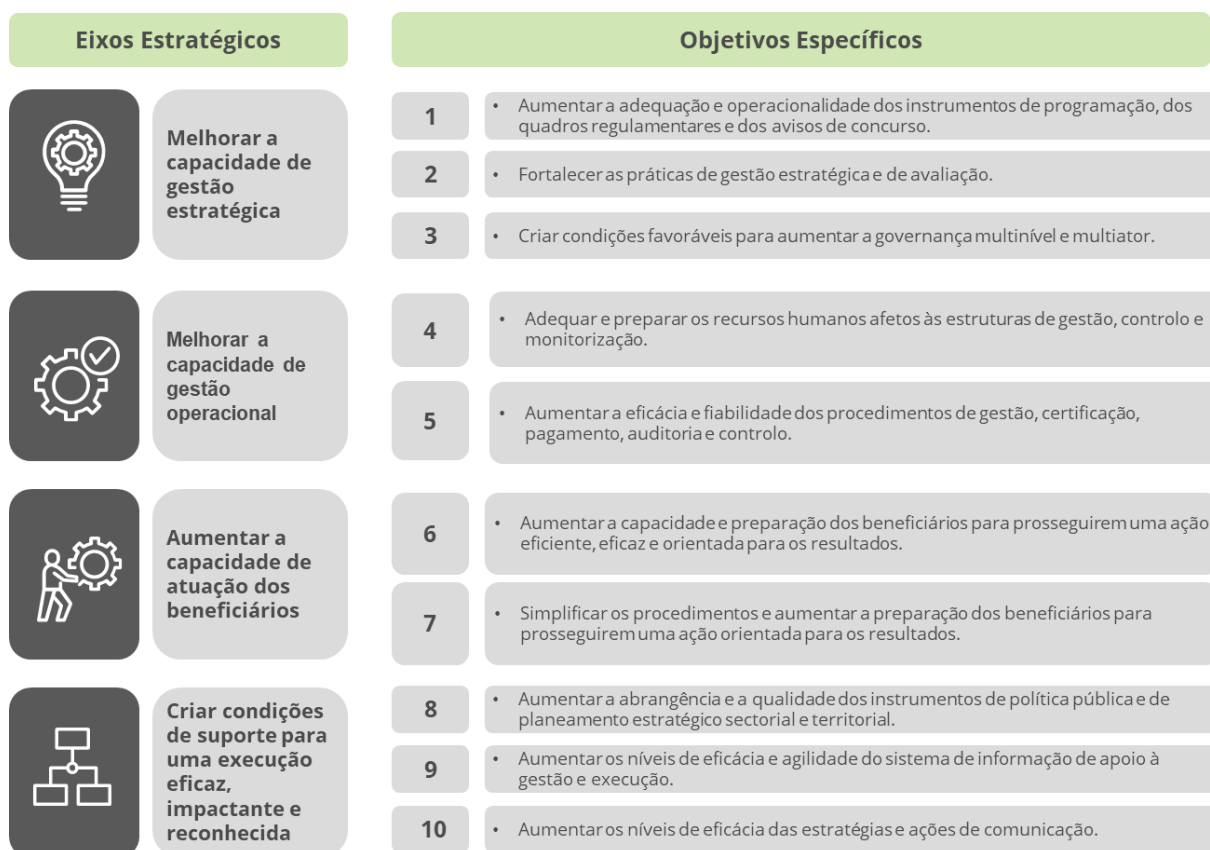 Eixos Estratégicos
Objetivos Específicos
Melhorar a
capacidade de
gestão
estratégica
1
• Aumentar a adequação e operacionalidade dos instrumentos de programação, dos
quadros regulamentares e dos avisos de concurso.
2
• Fortalecer as práticas de gestão estratégica e de avaliação.
3
• Criar condições favoráveis para aumentar a governança multinível e multiator.
Melhorar a
capacidade de
gestão
operacional
4
• Adequar e preparar os recursos humanos afetos às estruturas de gestão, controlo e
monitorização.
5
• Aumentar a eficácia e fiabilidade dos procedimentos de gestão, certificação,
pagamento, auditoria e controlo.
Aumentar a
capacidade de
atuação dos
beneficiários
6
• Aumentar a capacidade e preparação dos beneficiários para prosseguirem uma ação
eficiente, eficaz e orientada para os resultados.
7
• Simplificar os procedimentos e aumentar a preparação dos beneficiários para
prosseguirem uma ação orientada para os resultados.
Criar condições
de suporte para
uma execução
eficaz,
impactante e
reconhecida
8
• Aumentar a abrangência e a qualidade dos instrumentos de política pública e de
planeamento estratégico sectorial e territorial.
9
• Aumentar os níveis de eficácia e agilidade do sistema de informação de apoio à
gestão e execução.
10
• Aumentar os níveis de eficácia das estratégias e ações de comunicação.